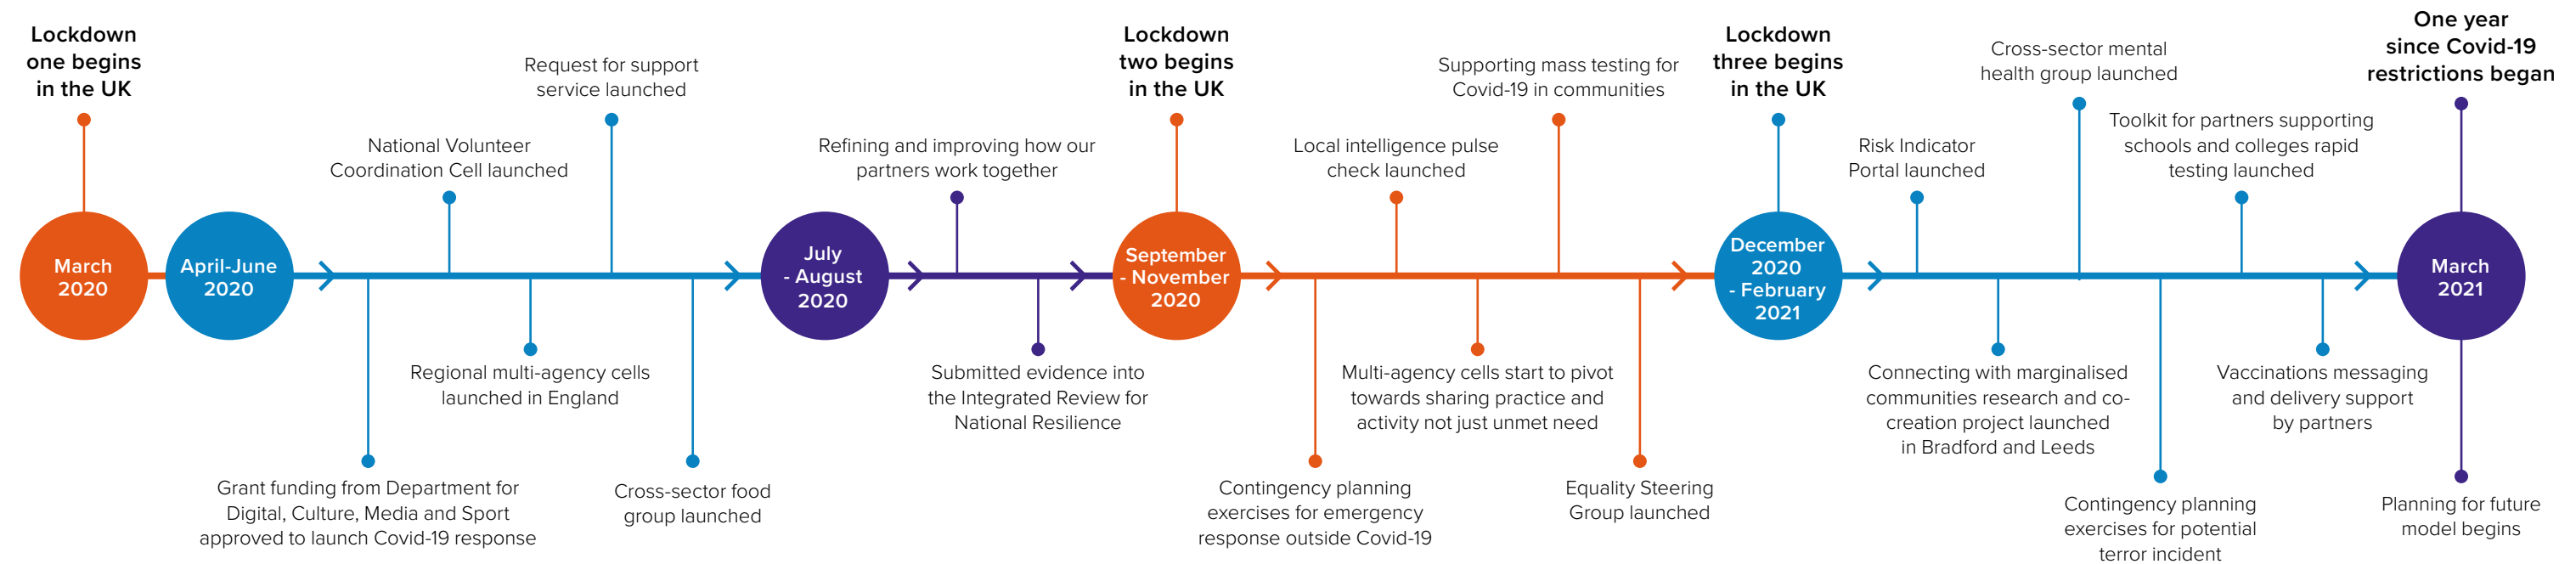 Lockdown
one begins
in the UK
March
2020
April-June
2020
Grant funding from Department for
Digital, Culture, Media and Sport
approved to launch Covid-19 response
National Volunteer
Coordination Cell launched
Regional multi-agency cells
launched in England
Request for support
service launched
Cross-sector food
group launched
July
- August
2020
Refining and improving how our
partners work together
Submitted evidence into
the Integrated Review for
National Resilience
Lockdown
two begins
in the UK
September
- November
2020
Contingency planning
exercises for emergency
response outside Covid-19
Local intelligence pulse
check launched
Multi-agency cells start to pivot
towards sharing practice and
activity not just unmet need
Supporting mass testing for
Covid-19 in communities
Equality Steering
Group launched
Lockdown
three begins
in the UK
December
2020
- February
2021
Risk Indicator
Portal launched
Connecting with marginalised
communities research and co-
creation project launched
in Bradford and Leeds
Cross-sector mental
health group launched
Contingency planning
exercises for potential
terror incident
Toolkit for partners supporting
schools and colleges rapid
testing launched
Vaccinations messaging
and delivery support
by partners
One year
since Covid-19
restrictions began
March
2021
Planning for future
model begins